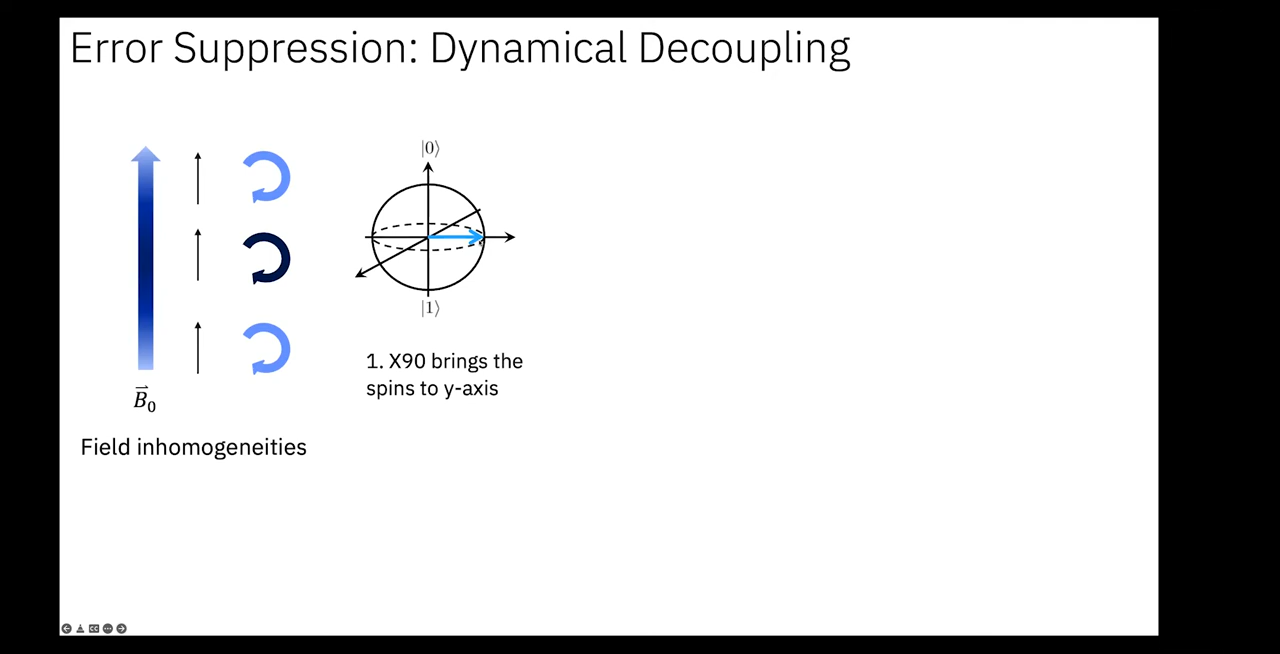 Error Suppression: Dynamical Decoupling
|0⟩
|1⟩
1. X90 brings the
spins to y-axis
B⃗₀
Field inhomogeneities